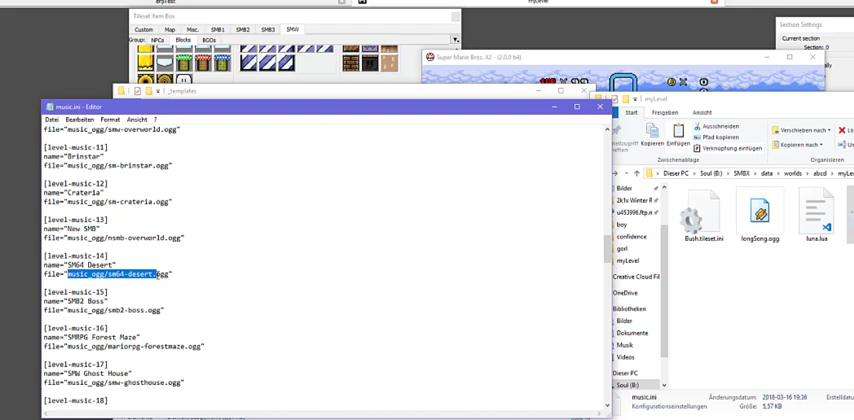 myLevel
Tileset Item Box
Custom Map Misc. SMB1 SMB2 SMB3 SMW
Group: NPCs Blocks BGOs
Section Settings
Current section
Section: 0
Super Mario Bros. X2 - (2.0.0 b4)
_templates
music.ini - Editor
Datei Bearbeiten Format Ansicht ?
file="music_ogg/smw-overworld.ogg"
[level-music-11]
name="Brinstar"
file="music_ogg/sm-brinstar.ogg"
[level-music-12]
name="Crateria"
file="music_ogg/sm-crateria.ogg"
[level-music-13]
name="New SMB"
file="music_ogg/nsmb-overworld.ogg"
[level-music-14]
name="SM64 Desert"
file="music_ogg/sm64-desert.ogg"
[level-music-15]
name="SMB2 Boss"
file="music_ogg/smb2-boss.ogg"
[level-music-16]
name="SMRPG Forest Maze"
file="music_ogg/mariorpg-forestmaze.ogg"
[level-music-17]
name="SMW Ghost House"
file="music_ogg/smw-ghosthouse.ogg"
[level-music-18]
myLevel
Start Freigeben Ansicht
Kopieren Einfügen
Ausschneiden
Pfad kopieren
Verknüpfung einfügen
Zwischenablage
Verschieben nach
Kopieren nach
Organisieren
Dieser PC > Soul (B:) > SMBX > data > worlds > abcd >
Bilder
2k1x Winter R
u453996.ftp.n
boy
confidence
goxl
myLevel
Creative Cloud Fil
OneDrive
Bibliotheken
Bilder
Dokumente
Musik
Videos
Dieser PC
Soul (B:)
Bush.tileset.ini
longSong.ogg
luna.lua
music.ini
Konfigurationseinstellungen
Änderungsdatum: 2018-03-16 19:36
Größe: 5,57 KB
Erstelldatu